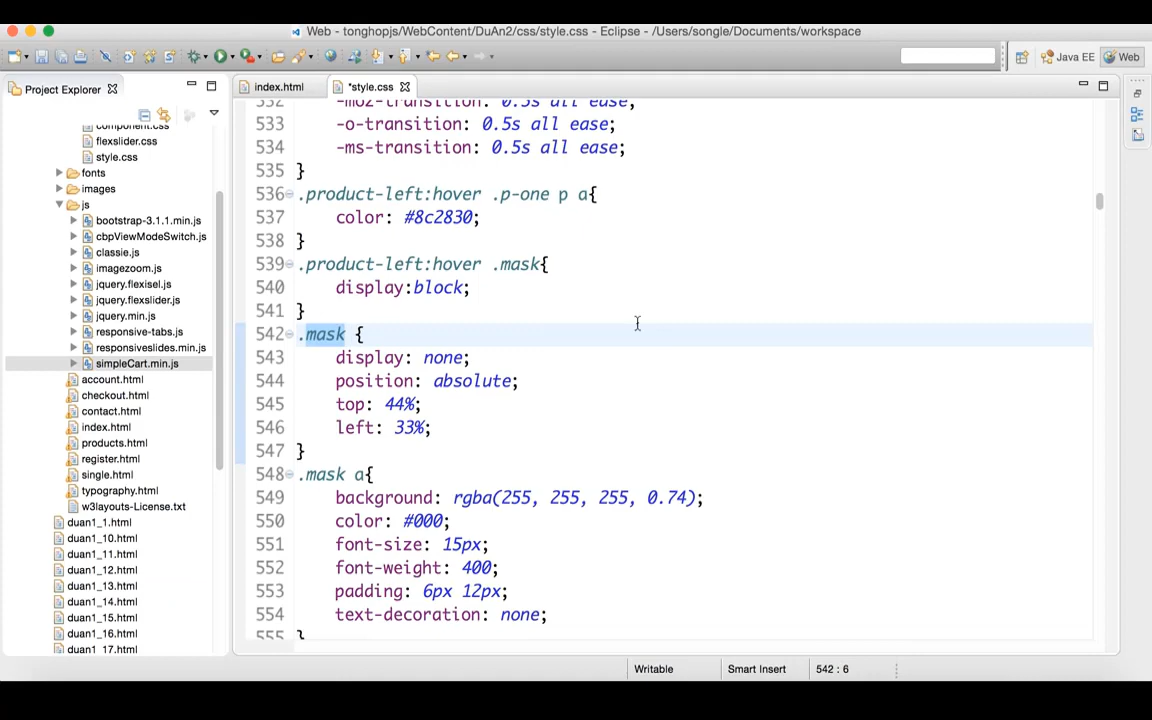 Web - tonghopjs/WebContent/DuAn2/css/style.css - Eclipse - /Users/songle/Documents/workspace
Java EE
Web
Project Explorer
component.css
flexslider.css
style.css
fonts
images
js
bootstrap-3.1.1.min.js
cbpViewModeSwitch.js
classie.js
imagezoom.js
jquery.flexisel.js
jquery.flexslider.js
jquery.min.js
responsive-tabs.js
responsiveslides.min.js
simpleCart.min.js
account.html
checkout.html
contact.html
index.html
products.html
register.html
single.html
typography.html
w3layouts-License.txt
duan1_1.html
duan1_10.html
duan1_11.html
duan1_12.html
duan1_13.html
duan1_14.html
duan1_15.html
duan1_16.html
duan1_17.html
index.html
*style.css
532 -moz-transition: 0.5s all ease;
533 -o-transition: 0.5s all ease;
534 -ms-transition: 0.5s all ease;
535 }
536 .product-left:hover .p-one p a{
537 color: #8c2830;
538 }
539 .product-left:hover .mask{
540 display:block;
541 }
542 .mask {
543 display: none;
544 position: absolute;
545 top: 44%;
546 left: 33%;
547 }
548 .mask a{
549 background: rgba(255, 255, 255, 0.74);
550 color: #000;
551 font-size: 15px;
552 font-weight: 400;
553 padding: 6px 12px;
554 text-decoration: none;
555 }
Writable
Smart Insert
542 : 6